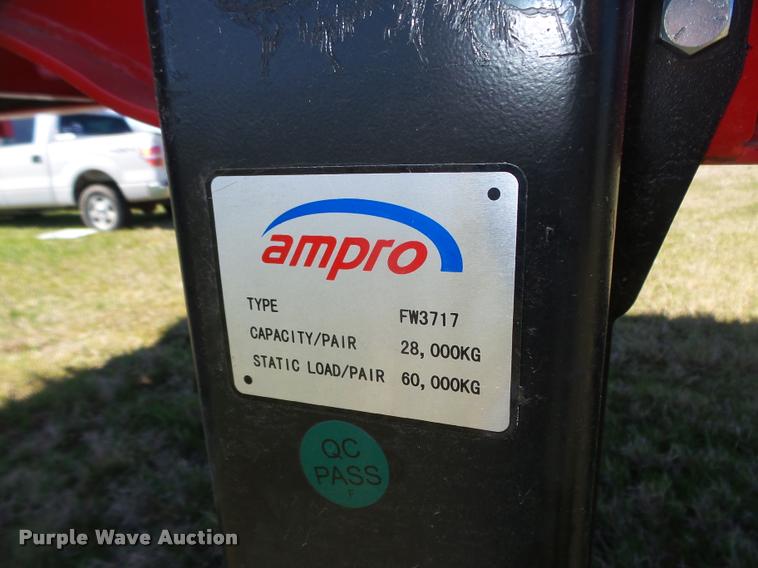 ampro
TYPE FW3717
CAPACITY/PAIR 28,000KG
STATIC LOAD/PAIR 60,000KG
QC
PASS
F
Purple Wave Auction